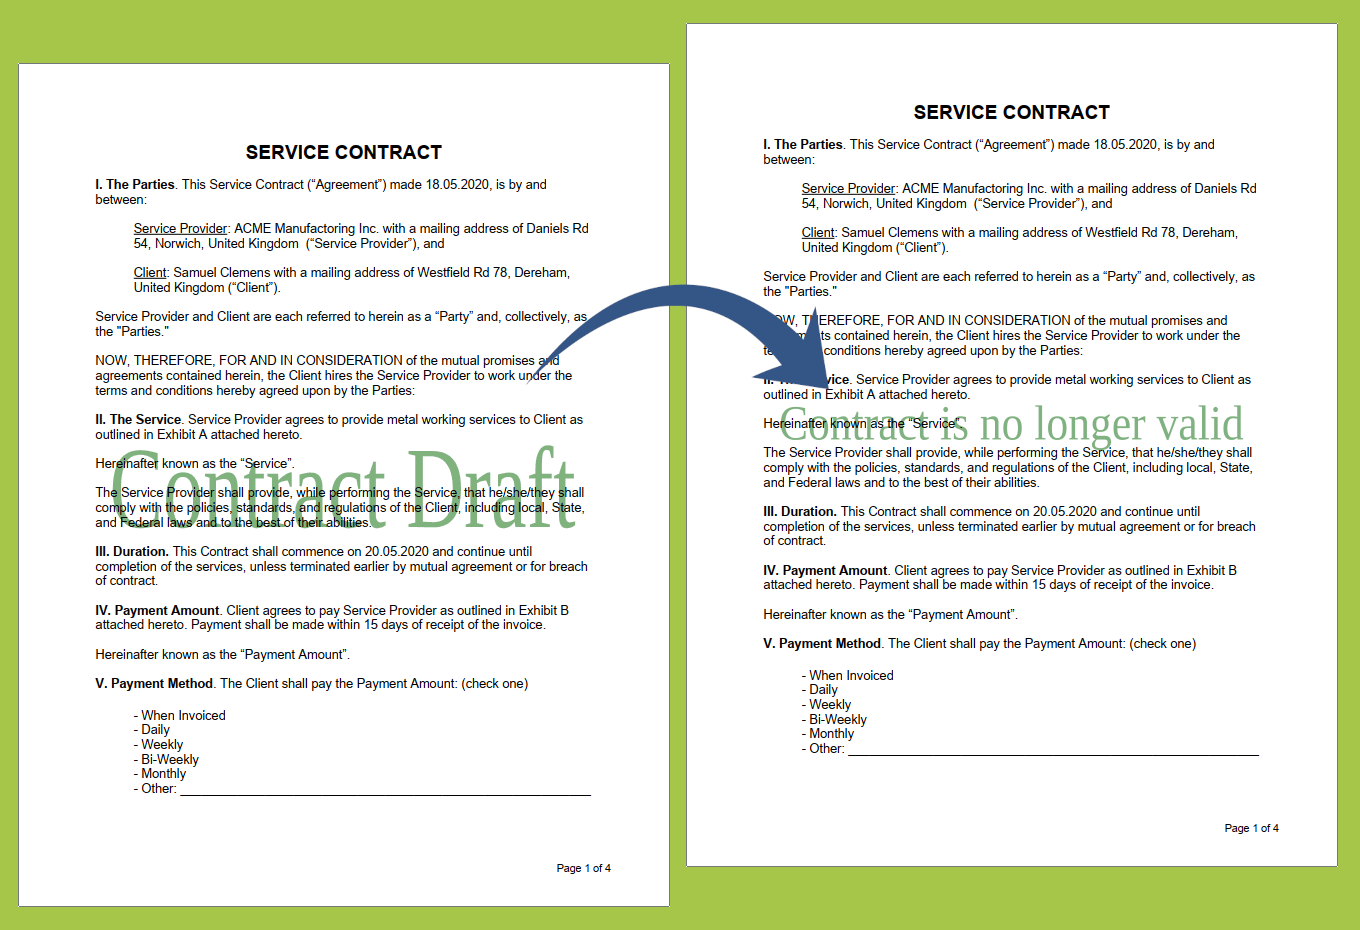 SERVICE CONTRACT
I. The Parties. This Service Contract (“Agreement”) made 18.05.2020, is by and
between:
Service Provider: ACME Manufactoring Inc. with a mailing address of Daniels Rd
54, Norwich, United Kingdom  (“Service Provider”), and
Client: Samuel Clemens with a mailing address of Westfield Rd 78, Dereham,
United Kingdom (“Client”).
Service Provider and Client are each referred to herein as a “Party” and, collectively, as
the "Parties."
NOW, THEREFORE, FOR AND IN CONSIDERATION of the mutual promises and
agreements contained herein, the Client hires the Service Provider to work under the
terms and conditions hereby agreed upon by the Parties:
II. The Service. Service Provider agrees to provide metal working services to Client as
outlined in Exhibit A attached hereto.
Hereinafter known as the “Service”.
Contract Draft
The Service Provider shall provide, while performing the Service, that he/she/they shall
comply with the policies, standards, and regulations of the Client, including local, State,
and Federal laws and to the best of their abilities.
III. Duration. This Contract shall commence on 20.05.2020 and continue until
completion of the services, unless terminated earlier by mutual agreement or for breach
of contract.
IV. Payment Amount. Client agrees to pay Service Provider as outlined in Exhibit B
attached hereto. Payment shall be made within 15 days of receipt of the invoice.
Hereinafter known as the “Payment Amount”.
V. Payment Method. The Client shall pay the Payment Amount: (check one)
- When Invoiced
- Daily
- Weekly
- Bi-Weekly
- Monthly
- Other:
Page 1 of 4
SERVICE CONTRACT
I. The Parties. This Service Contract (“Agreement”) made 18.05.2020, is by and
between:
Service Provider: ACME Manufactoring Inc. with a mailing address of Daniels Rd
54, Norwich, United Kingdom  (“Service Provider”), and
Client: Samuel Clemens with a mailing address of Westfield Rd 78, Dereham,
United Kingdom (“Client”).
Service Provider and Client are each referred to herein as a “Party” and, collectively, as
the "Parties."
THEREFORE, FOR AND IN CONSIDERATION of the mutual promises and
contained herein, the Client hires the Service Provider to work under the
conditions hereby agreed upon by the Parties:
II. Service. Service Provider agrees to provide metal working services to Client as
outlined in Exhibit A attached hereto.
Hereinafter known as the “Service”.
Contract is no longer valid
The Service Provider shall provide, while performing the Service, that he/she/they shall
comply with the policies, standards, and regulations of the Client, including local, State,
and Federal laws and to the best of their abilities.
III. Duration. This Contract shall commence on 20.05.2020 and continue until
completion of the services, unless terminated earlier by mutual agreement or for breach
of contract.
IV. Payment Amount. Client agrees to pay Service Provider as outlined in Exhibit B
attached hereto. Payment shall be made within 15 days of receipt of the invoice.
Hereinafter known as the “Payment Amount”.
V. Payment Method. The Client shall pay the Payment Amount: (check one)
- When Invoiced
- Daily
- Weekly
- Bi-Weekly
- Monthly
- Other:
Page 1 of 4